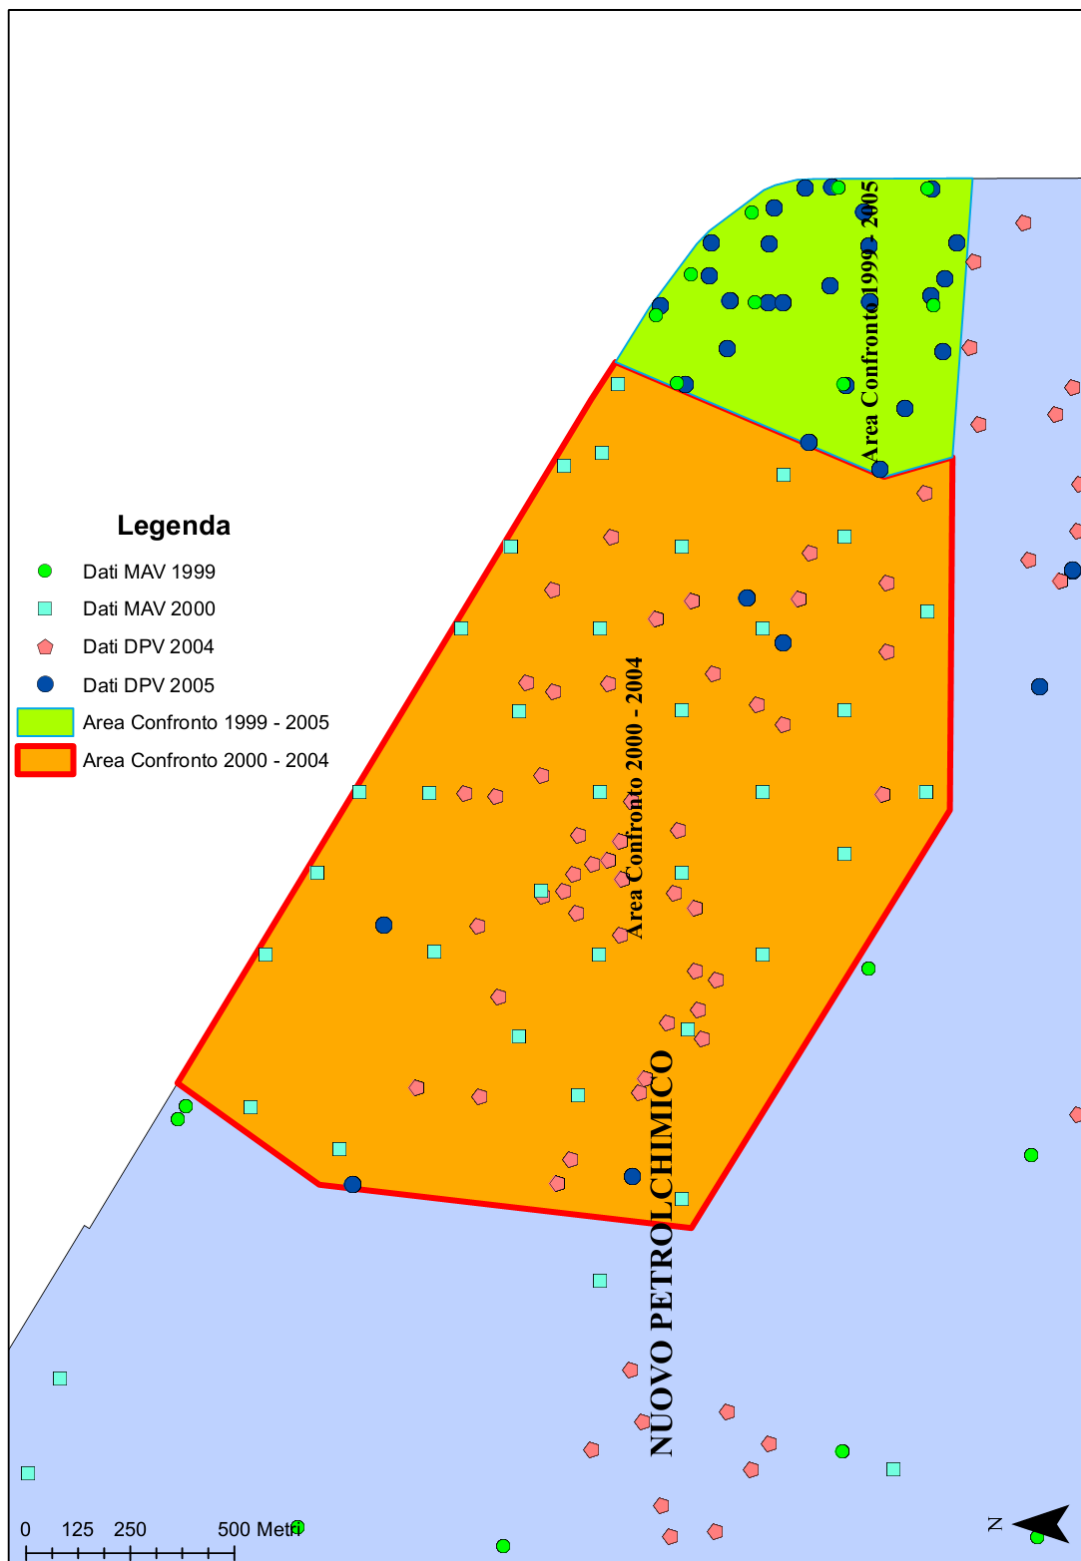 Area Confronto 1999 - 2005
Legenda
Dati MAV 1999
Dati MAV 2000
Dati DPV 2004
Dati DPV 2005
Area Confronto 1999 - 2005
Area Confronto 2000 - 2004
Area Confronto 2000 - 2004
NUOVO PETROLCHIMICO
0 125 250 500 Metri
N